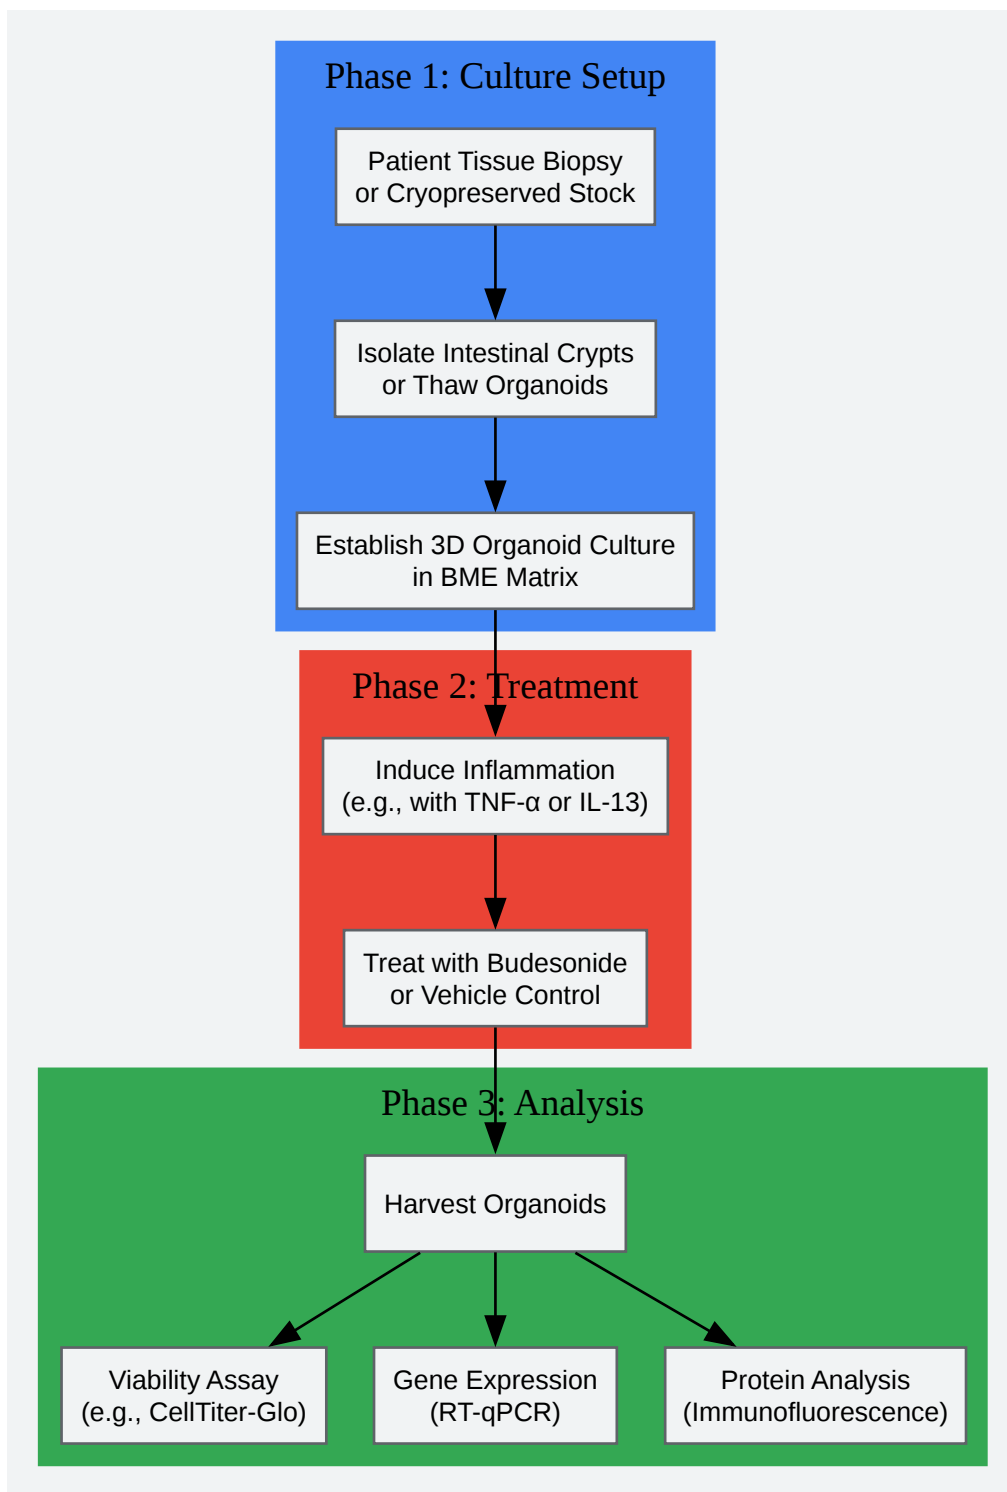 Phase 1: Culture Setup
Patient Tissue Biopsy
or Cryopreserved Stock
Isolate Intestinal Crypts
or Thaw Organoids
Establish 3D Organoid Culture
in BME Matrix
Phase 2: Treatment
Induce Inflammation
(e.g., with TNF-α or IL-13)
Treat with Budesonide
or Vehicle Control
Phase 3: Analysis
Harvest Organoids
Viability Assay
(e.g., CellTiter-Glo)
Gene Expression
(RT-qPCR)
Protein Analysis
(Immunofluorescence)